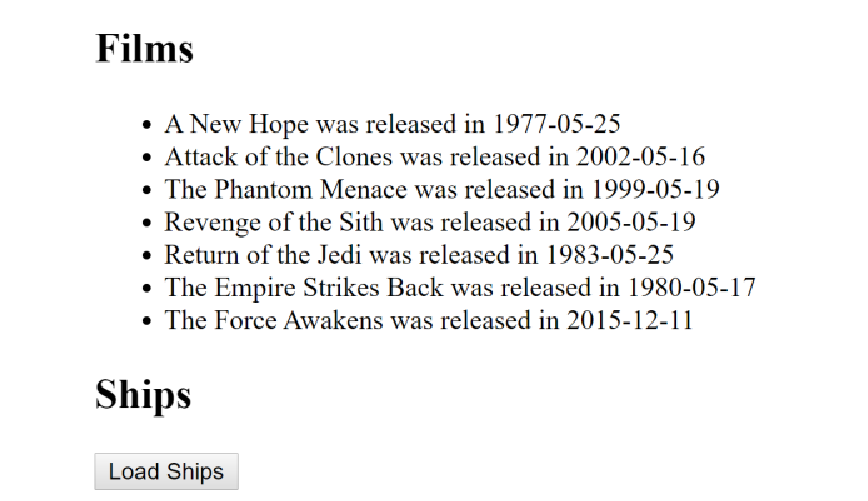 Films
• A New Hope was released in 1977-05-25
• Attack of the Clones was released in 2002-05-16
• The Phantom Menace was released in 1999-05-19
• Revenge of the Sith was released in 2005-05-19
• Return of the Jedi was released in 1983-05-25
• The Empire Strikes Back was released in 1980-05-17
• The Force Awakens was released in 2015-12-11
Ships
Load Ships